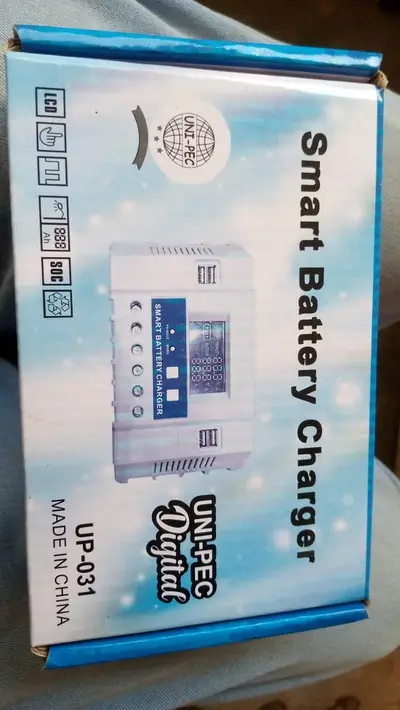 Smart Battery Charger
UNI-PEC
SMART BATTERY CHARGER
UNI-PEC
Digital
LCD
888
Ah
SOC
UP-031
MADE IN CHINA